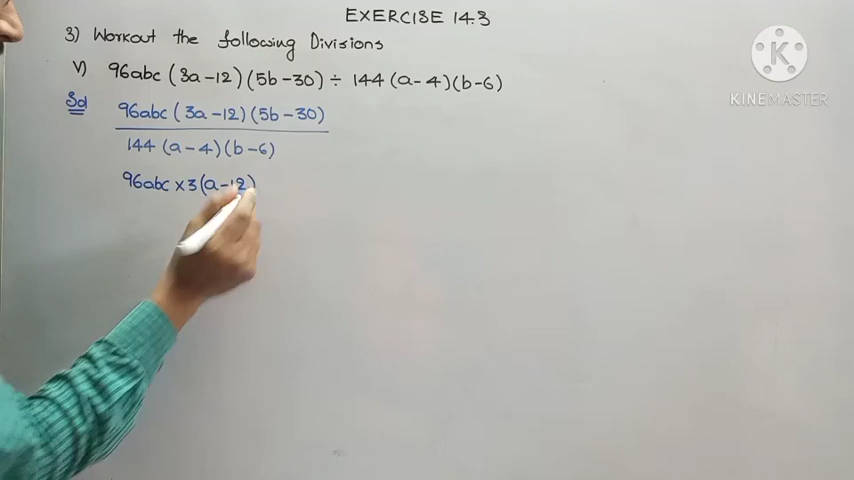 EXERCISE 14.3
3) Workout the following Divisions
V) 96abc (3a-12) (5b-30) ÷ 144 (a-4) (b-6)
Sol
96abc (3a-12) (5b-30)
144 (a-4) (b-6)
96abc x 3 (a-12)
K
KINEMASTER